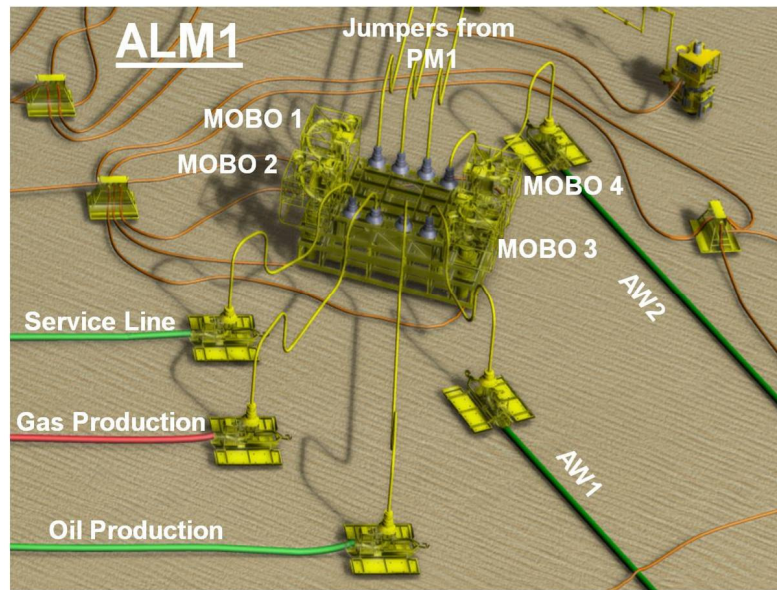 ALM1
Jumpers from
PM1
MOBO 1
MOBO 2
MOBO 4
MOBO 3
AW2
Service Line
Gas Production
AW1
Oil Production